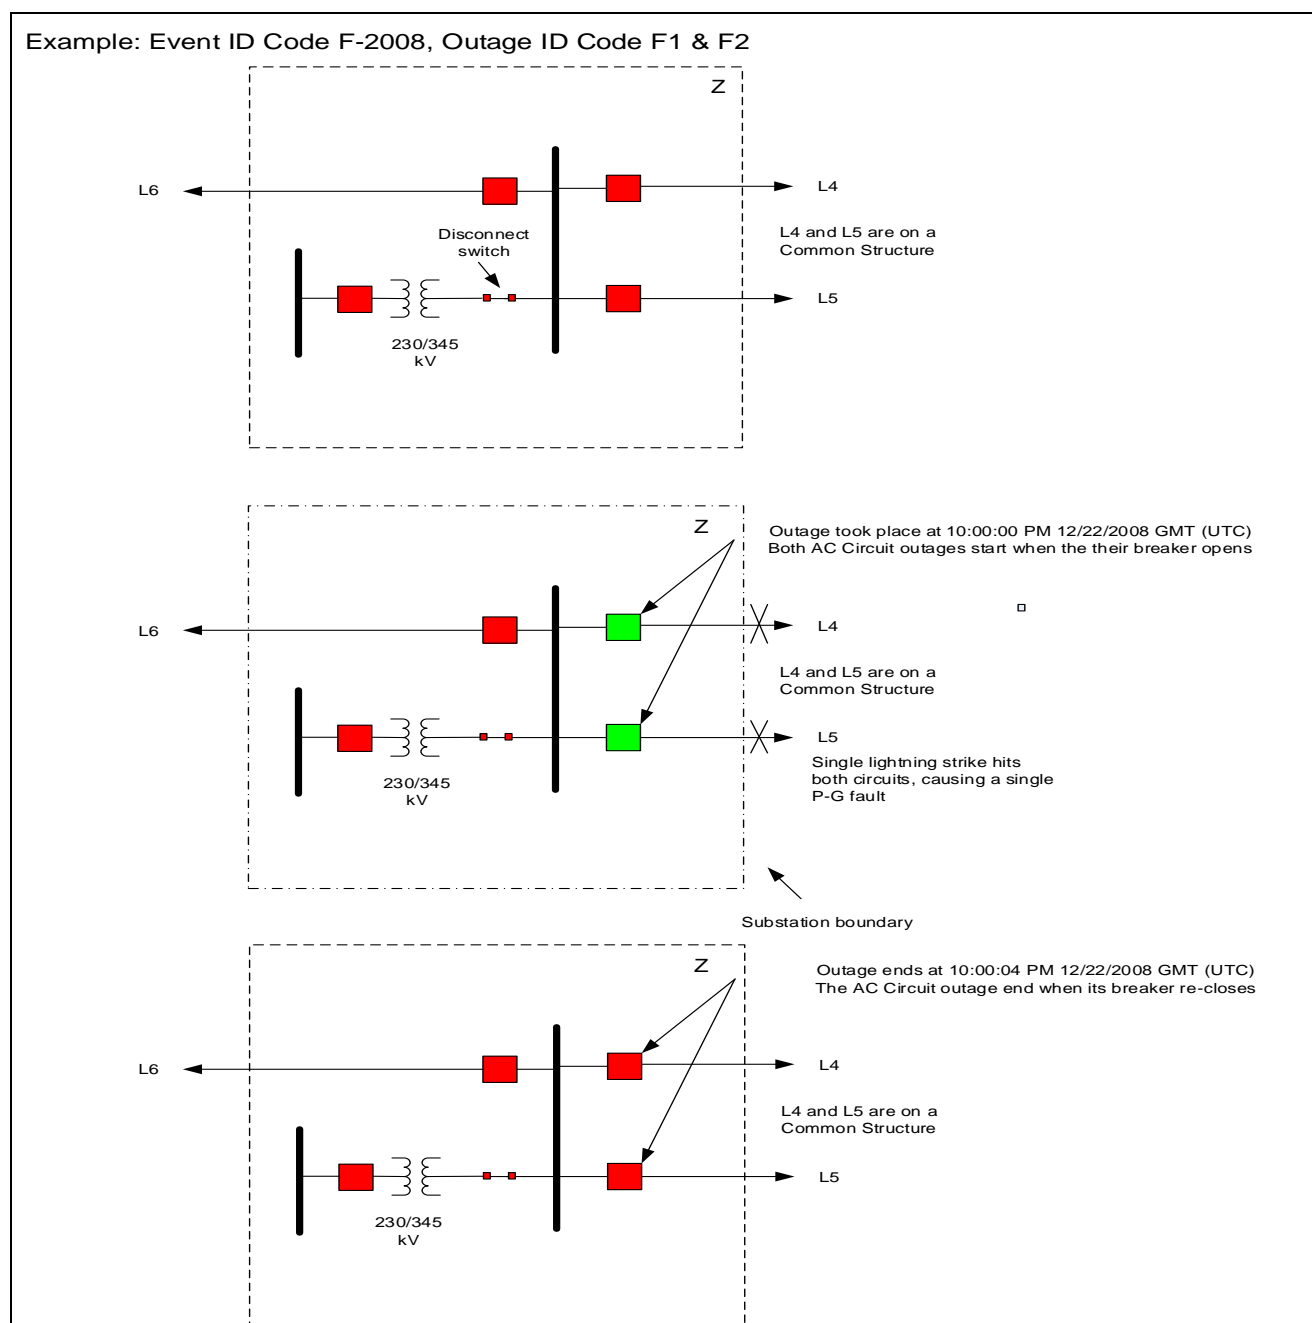 Example: Event ID Code F-2008, Outage ID Code F1 & F2
Z
L6
L4
Disconnect
switch
L4 and L5 are on a
Common Structure
L5
230/345
kV
Z
Outage took place at 10:00:00 PM 12/22/2008 GMT (UTC)
Both AC Circuit outages start when the their breaker opens
L6
L4
L4 and L5 are on a
Common Structure
L5
Single lightning strike hits
both circuits, causing a single
P-G fault
230/345
kV
Substation boundary
Z
Outage ends at 10:00:04 PM 12/22/2008 GMT (UTC)
The AC Circuit outage end when its breaker re-closes
L6
L4
L4 and L5 are on a
Common Structure
L5
230/345
kV